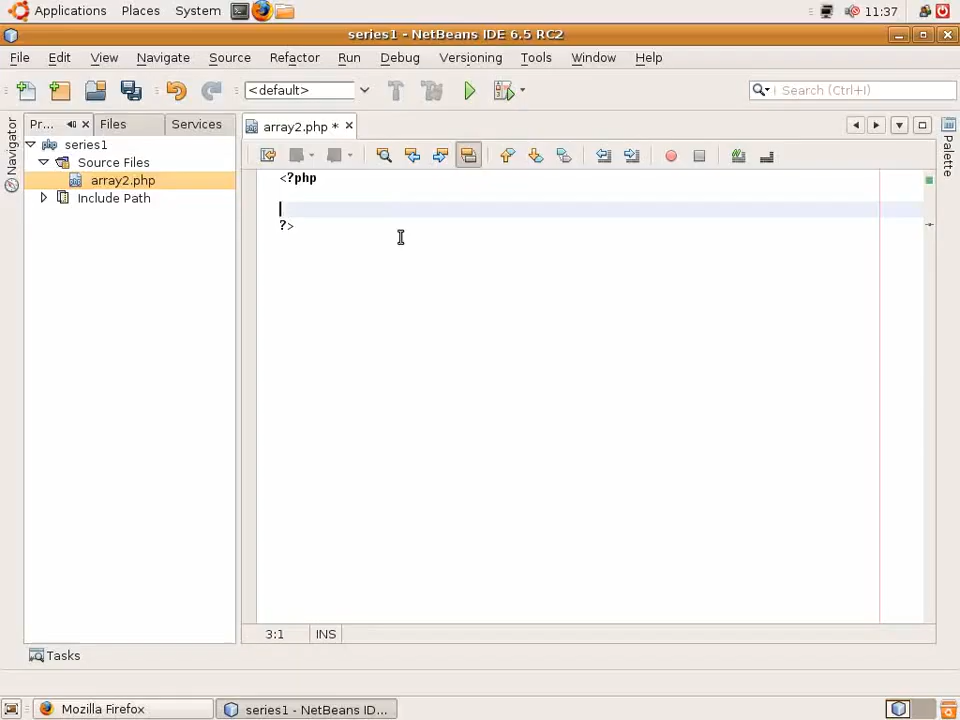 Applications Places System 11:37
series1 - NetBeans IDE 6.5 RC2
File Edit View Navigate Source Refactor Run Debug Versioning Tools Window Help
<default> Search (Ctrl+I)
Navigator
Pr... Files Services
array2.php *
Palette
series1
Source Files
array2.php
Include Path
<?php
?>
3:1 INS
Tasks
Mozilla Firefox
series1 - NetBeans ID...